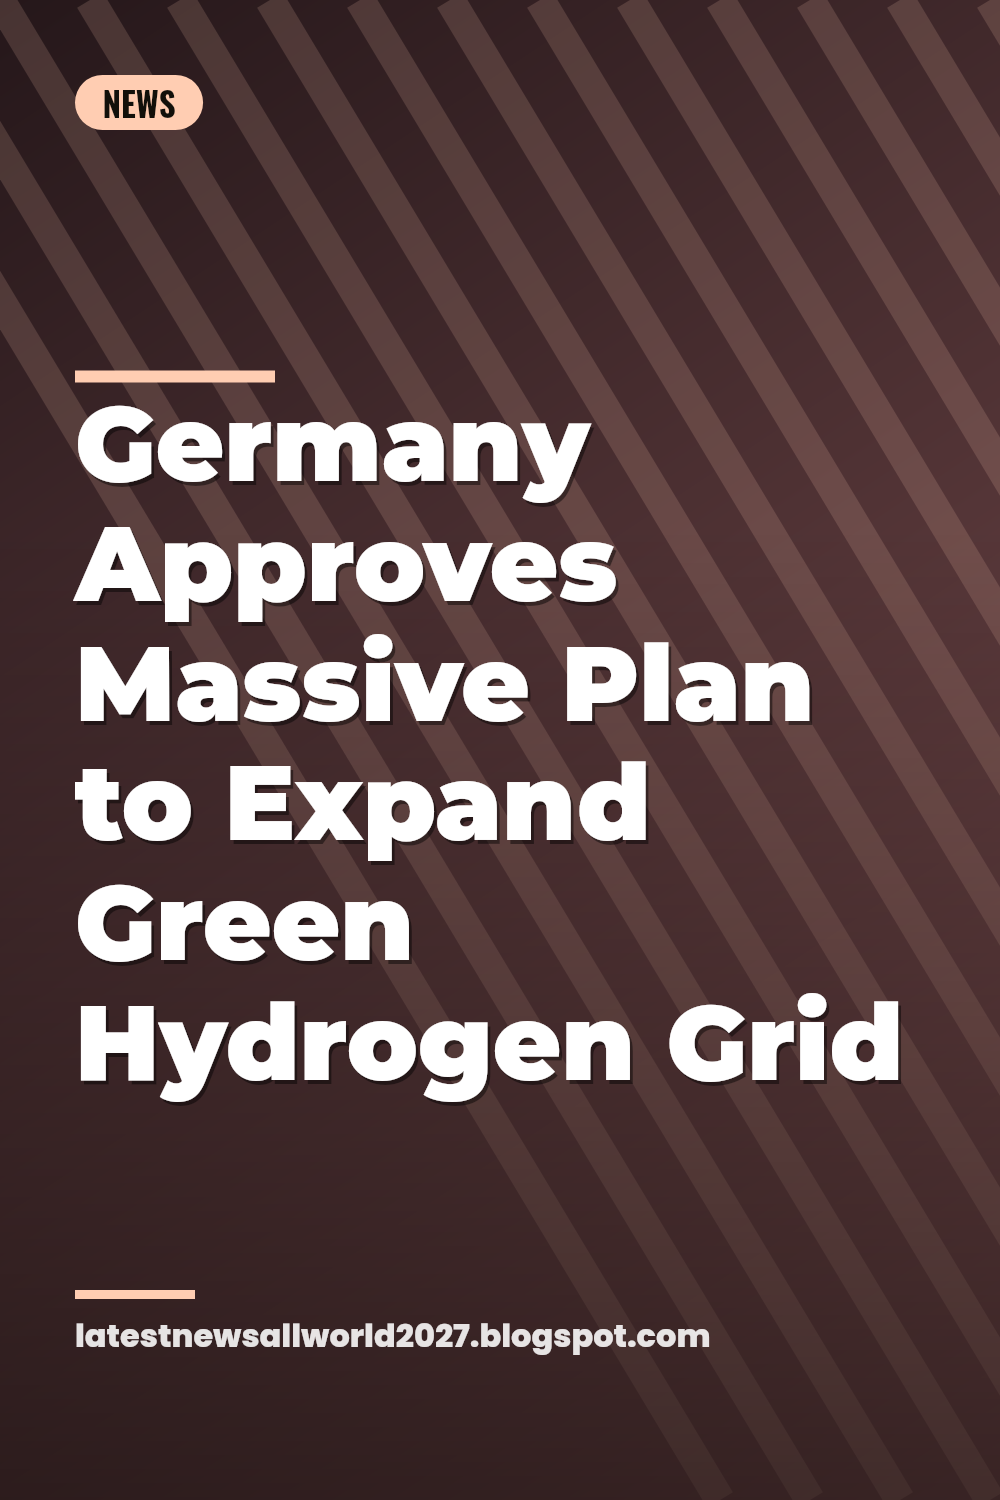 NEWS
Germany
Approves
Massive Plan
to Expand
Green
Hydrogen Grid
latestnewsallworld2027.blogspot.com